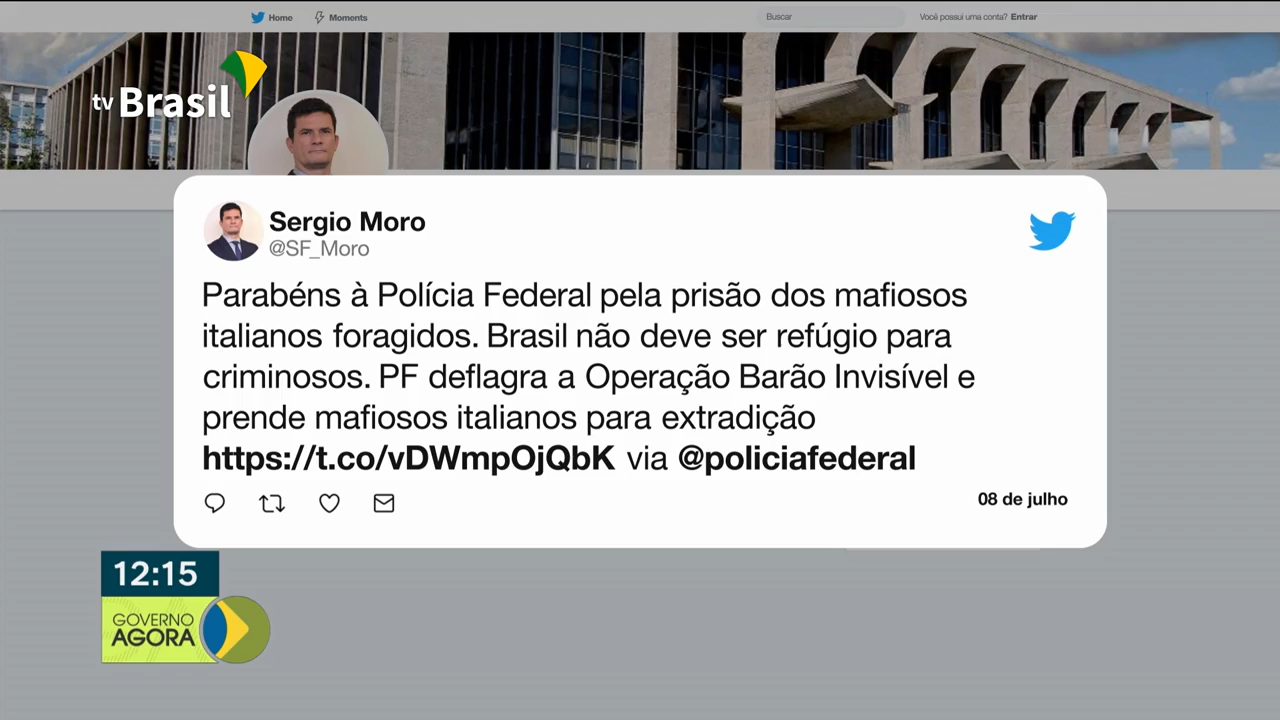 Home
Moments
Buscar
Você possui uma conta? Entrar
tv Brasil
Sergio Moro
@SF_Moro
Parabéns à Polícia Federal pela prisão dos mafiosos
italianos foragidos. Brasil não deve ser refúgio para
criminosos. PF deflagra a Operação Barão Invisível e
prende mafiosos italianos para extradição
https://t.co/vDWmpOjQbK via @policiafederal
08 de julho
12:15
GOVERNO
AGORA